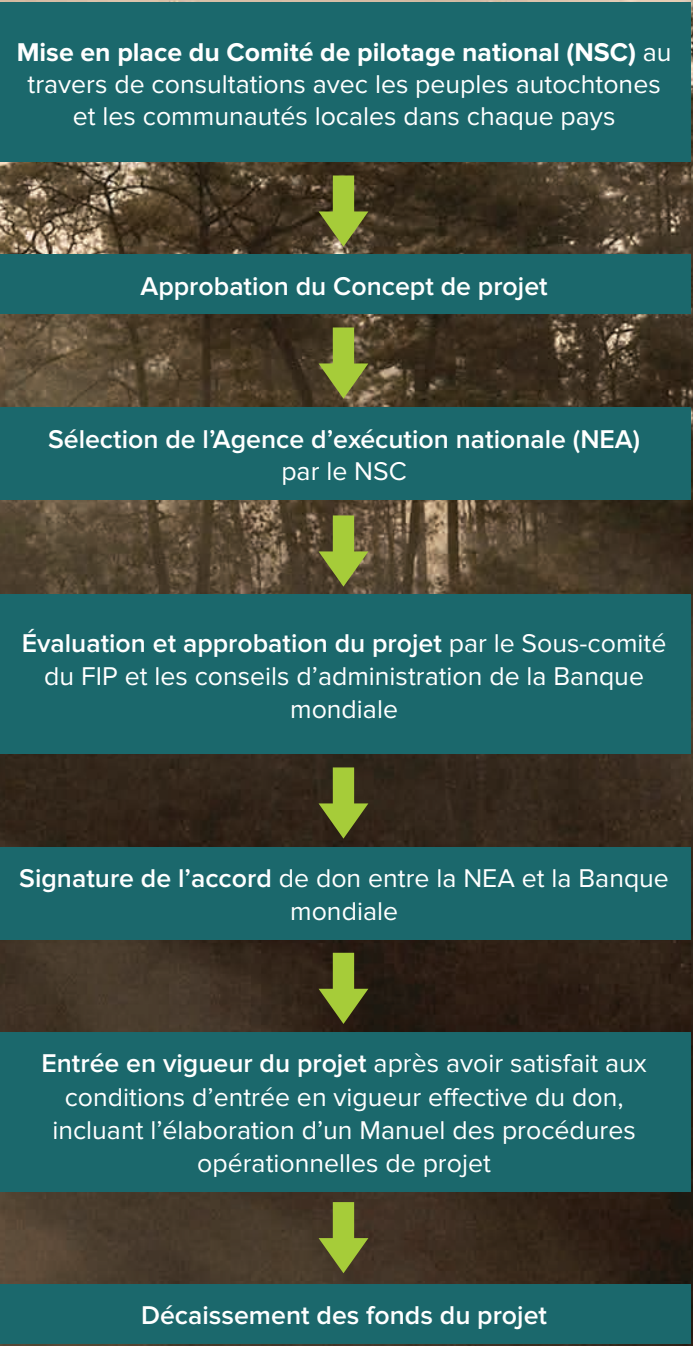 Mise en place du Comité de pilotage national (NSC) au
travers de consultations avec les peuples autochtones
et les communautés locales dans chaque pays
Approbation du Concept de projet
Sélection de l’Agence d’exécution nationale (NEA)
par le NSC
Évaluation et approbation du projet par le Sous-comité
du FIP et les conseils d’administration de la Banque
mondiale
Signature de l’accord de don entre la NEA et la Banque
mondiale
Entrée en vigueur du projet après avoir satisfait aux
conditions d’entrée en vigueur effective du don,
incluant l’élaboration d’un Manuel des procédures
opérationnelles de projet
Décaissement des fonds du projet